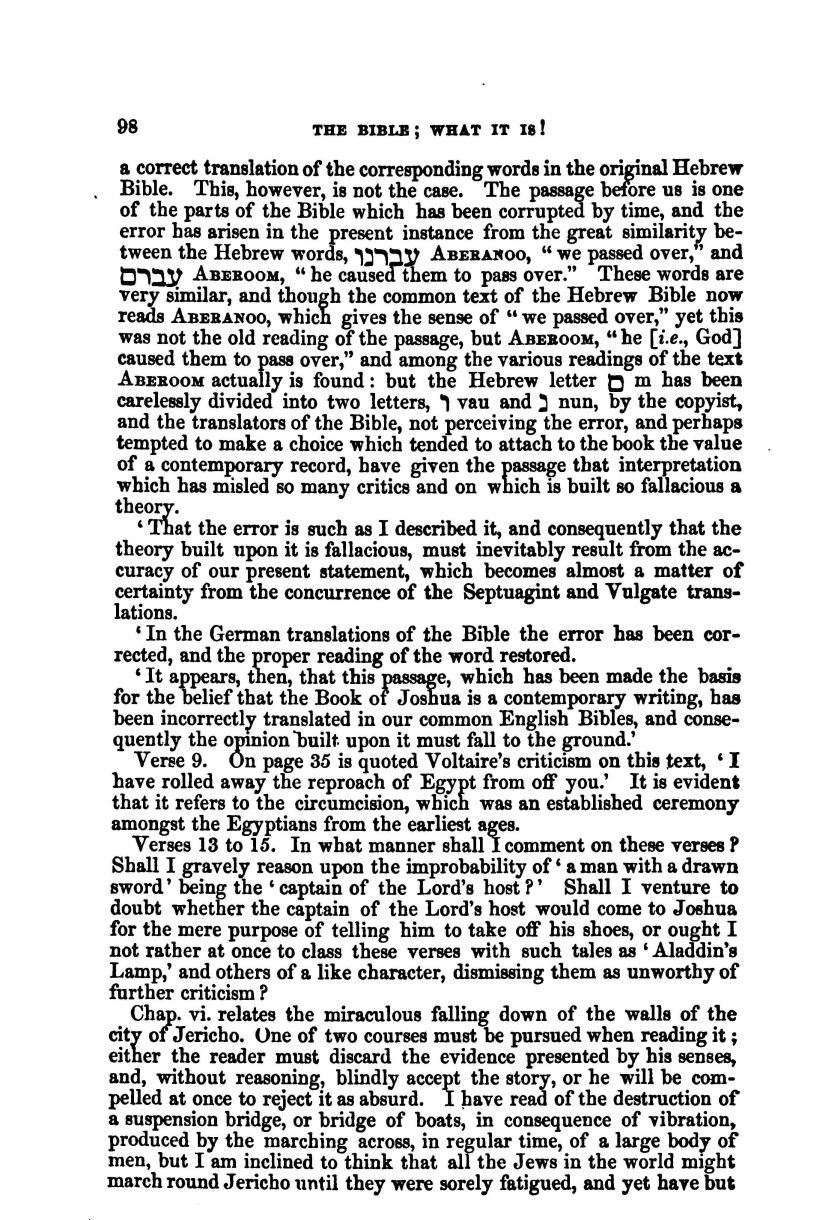 98 THE BIBLE; WHAT IT IS!
a correct translation of the corresponding words in the original Hebrew
Bible. This, however, is not the case. The passage before us is one
of the parts of the Bible which has been corrupted by time, and the
error has arisen in the present instance from the great similarity be-
tween the Hebrew words, עברנו ABERANOO, “ we passed over,” and
עברם ABEROOM, “ he caused them to pass over.” These words are
very similar, and though the common text of the Hebrew Bible now
reads ABERANOO, which gives the sense of “ we passed over,” yet this
was not the old reading of the passage, but ABEROOM, “ he [i.e., God]
caused them to pass over,” and among the various readings of the text
ABEROOM actually is found : but the Hebrew letter ם m has been
carelessly divided into two letters, ו vau and נ nun, by the copyist,
and the translators of the Bible, not perceiving the error, and perhaps
tempted to make a choice which tended to attach to the book the value
of a contemporary record, have given the passage that interpretation
which has misled so many critics and on which is built so fallacious a
theory.
‘ That the error is such as I described it, and consequently that the
theory built upon it is fallacious, must inevitably result from the ac-
curacy of our present statement, which becomes almost a matter of
certainty from the concurrence of the Septuagint and Vulgate trans-
lations.
‘ In the German translations of the Bible the error has been cor-
rected, and the proper reading of the word restored.
‘ It appears, then, that this passage, which has been made the basis
for the belief that the Book of Joshua is a contemporary writing, has
been incorrectly translated in our common English Bibles, and conse-
quently the opinion built upon it must fall to the ground.’
Verse 9. On page 35 is quoted Voltaire’s criticism on this text, ‘ I
have rolled away the reproach of Egypt from off you.’ It is evident
that it refers to the circumcision, which was an established ceremony
amongst the Egyptians from the earliest ages.
Verses 13 to 15. In what manner shall I comment on these verses ?
Shall I gravely reason upon the improbability of ‘ a man with a drawn
sword ’ being the ‘ captain of the Lord’s host ? ’ Shall I venture to
doubt whether the captain of the Lord’s host would come to Joshua
for the mere purpose of telling him to take off his shoes, or ought I
not rather at once to class these verses with such tales as ‘ Aladdin’s
Lamp,’ and others of a like character, dismissing them as unworthy of
further criticism ?
Chap. vi. relates the miraculous falling down of the walls of the
city of Jericho. One of two courses must be pursued when reading it ;
either the reader must discard the evidence presented by his senses,
and, without reasoning, blindly accept the story, or he will be com-
pelled at once to reject it as absurd. I have read of the destruction of
a suspension bridge, or bridge of boats, in consequence of vibration,
produced by the marching across, in regular time, of a large body of
men, but I am inclined to think that all the Jews in the world might
march round Jericho until they were sorely fatigued, and yet have but